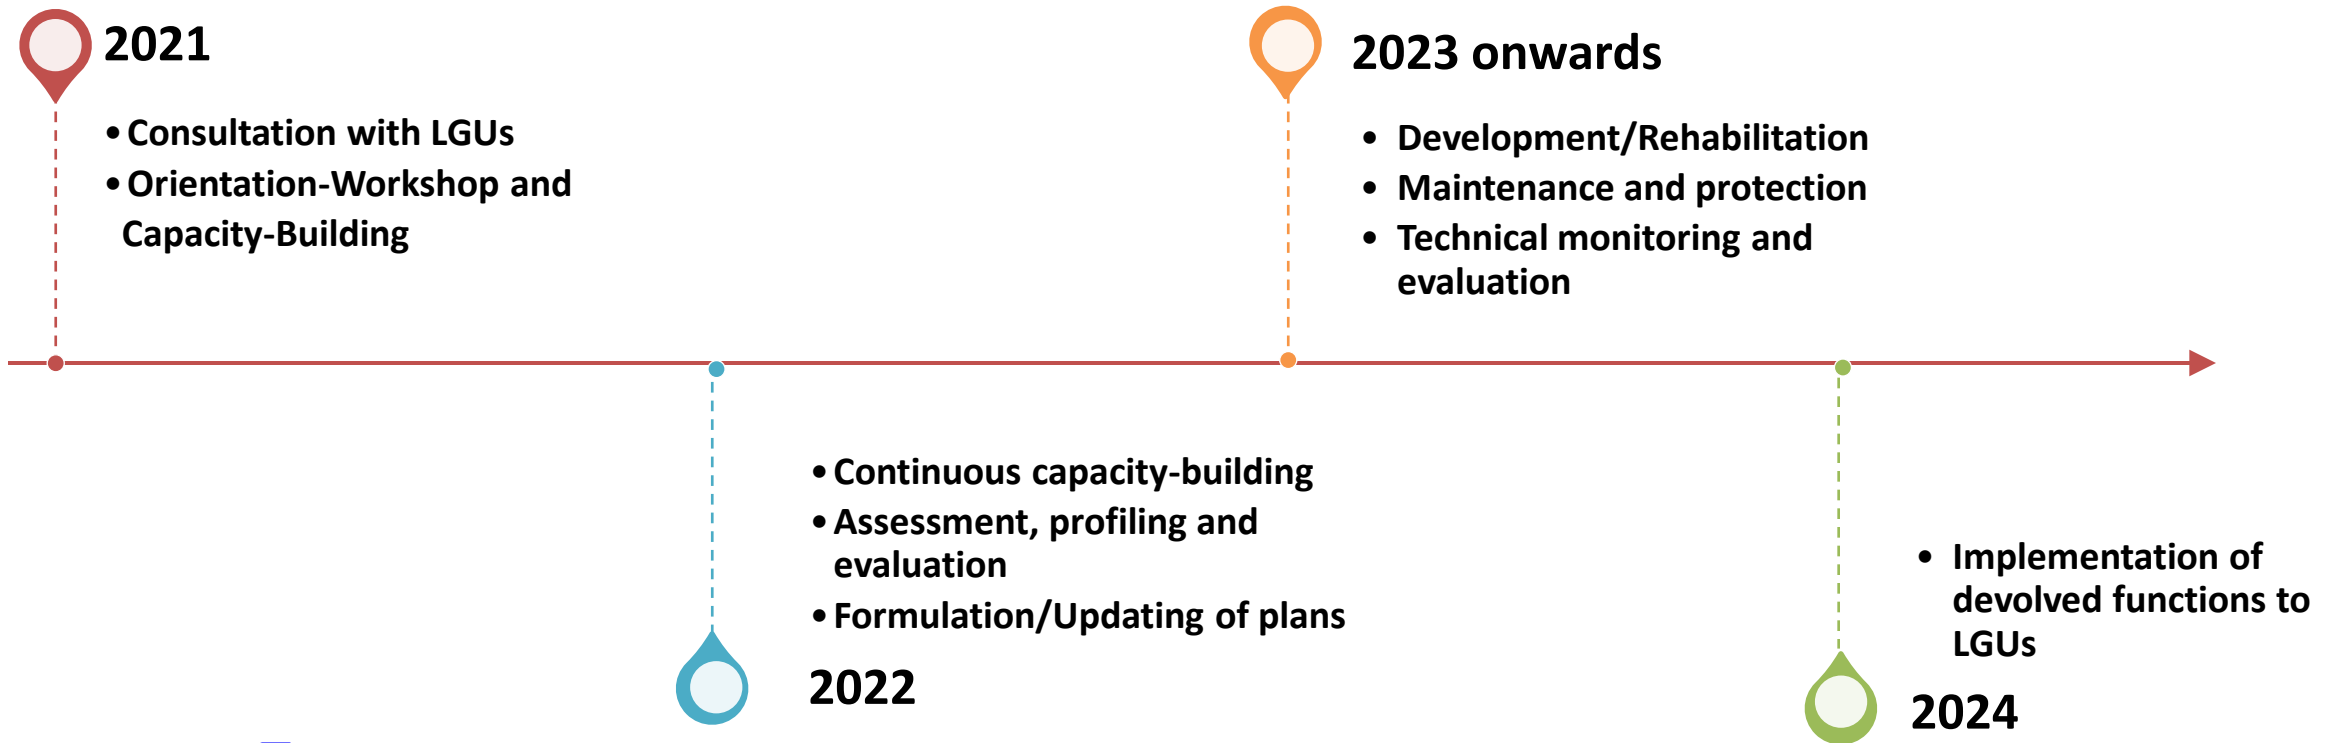 2021
• Consultation with LGUs
• Orientation-Workshop and
Capacity-Building
2023 onwards
• Development/Rehabilitation
• Maintenance and protection
• Technical monitoring and
evaluation
• Continuous capacity-building
• Assessment, profiling and
evaluation
• Formulation/Updating of plans
2022
• Implementation of
devolved functions to
LGUs
2024